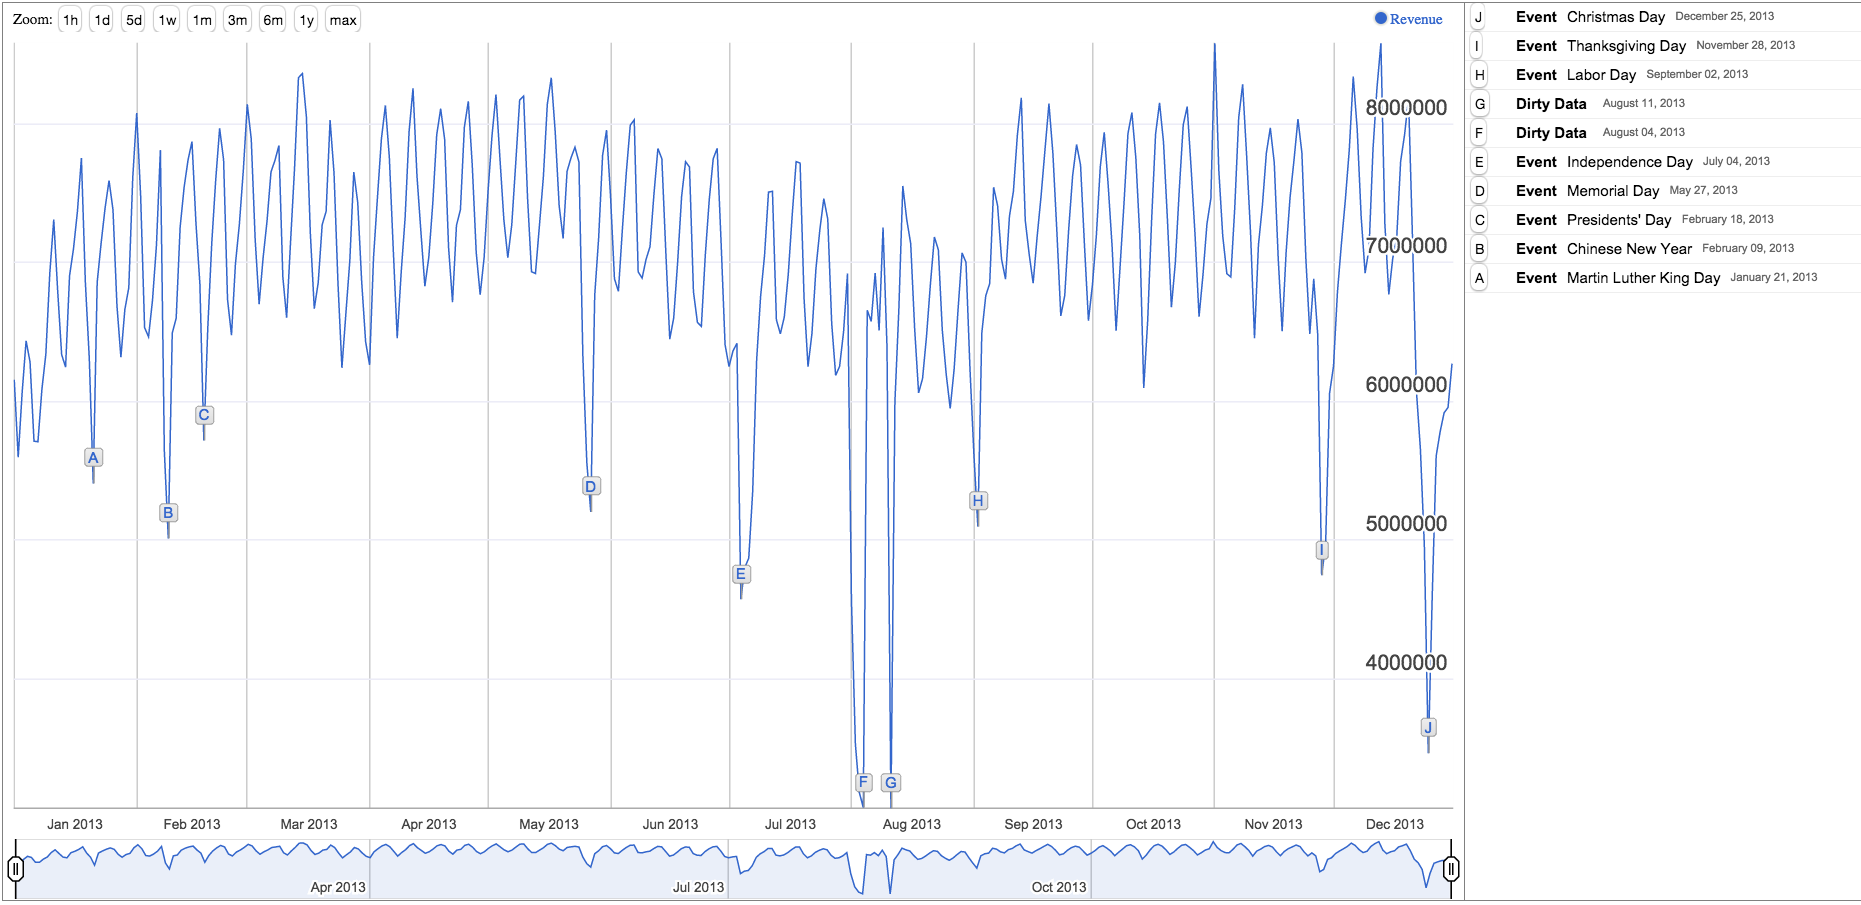 Zoom: 1h 1d 5d 1w 1m 3m 6m 1y max
Revenue
8000000
7000000
6000000
5000000
4000000
A
B
C
D
E
F
G
H
I
J
Jan 2013 Feb 2013 Mar 2013 Apr 2013 May 2013 Jun 2013 Jul 2013 Aug 2013 Sep 2013 Oct 2013 Nov 2013 Dec 2013
Apr 2013 Jul 2013 Oct 2013
J Event Christmas Day December 25, 2013
I Event Thanksgiving Day November 28, 2013
H Event Labor Day September 02, 2013
G Dirty Data August 11, 2013
F Dirty Data August 04, 2013
E Event Independence Day July 04, 2013
D Event Memorial Day May 27, 2013
C Event Presidents' Day February 18, 2013
B Event Chinese New Year February 09, 2013
A Event Martin Luther King Day January 21, 2013